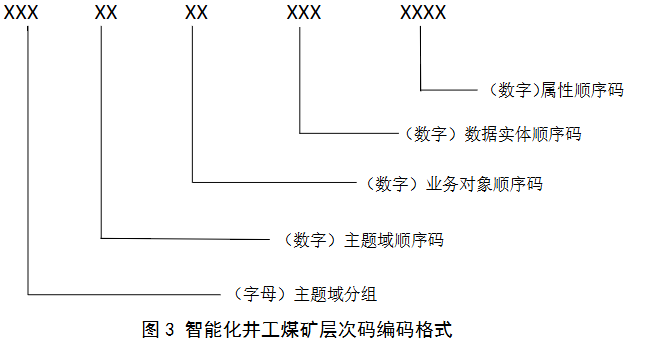 XXX XX XX XXX XXXX
（数字）属性顺序码
（数字）数据实体顺序码
（数字）业务对象顺序码
（数字）主题域顺序码
（字母）主题域分组
图 3 智能化井工煤矿层次码编码格式